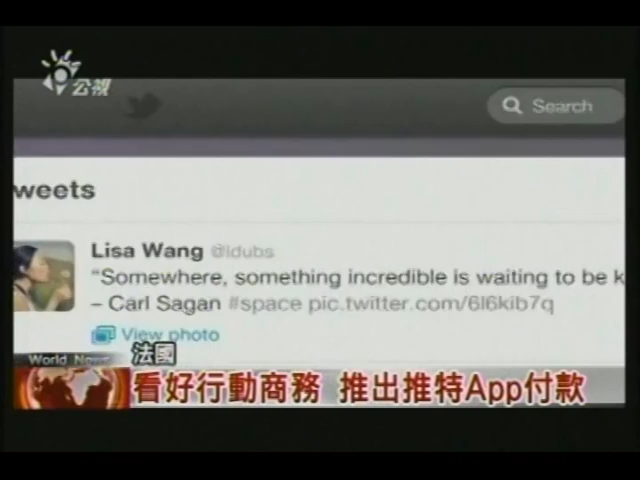 公視
Search
weets
Lisa Wang @ldubs
“Somewhere, something incredible is waiting to be k
– Carl Sagan #space pic.twitter.com/6l6kib7q
View photo
World News
法國
看好行動商務 推出推特App付款